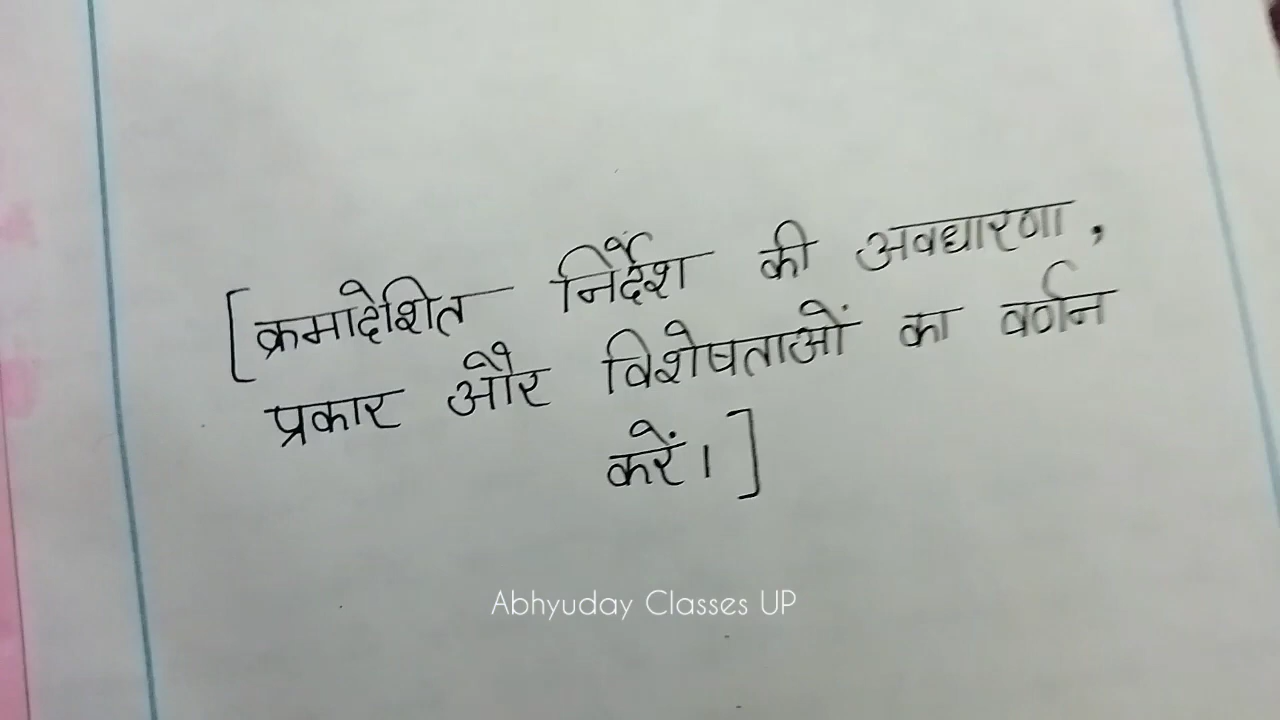 [क्रमादेशित निर्देश की अवधारणा,
प्रकार और विशेषताओं का वर्णन
करें।]
Abhyuday Classes UP